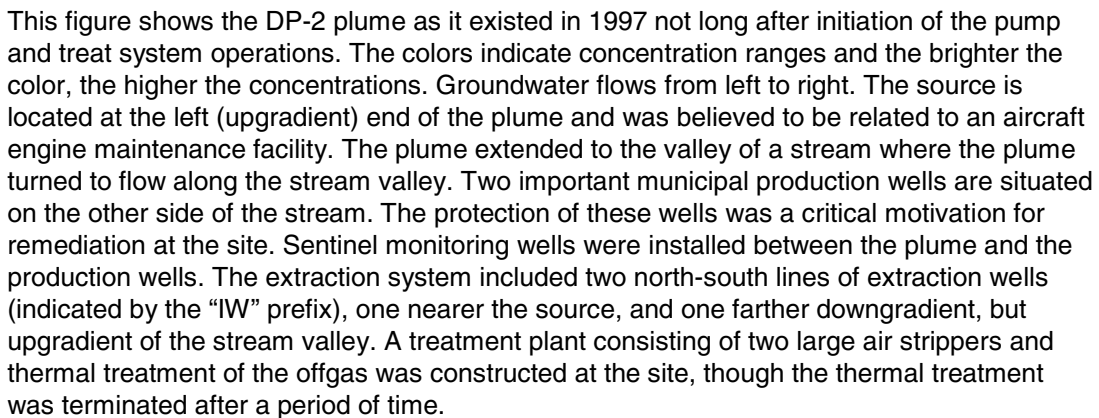 This figure shows the DP-2 plume as it existed in 1997 not long after initiation of the pump
and treat system operations. The colors indicate concentration ranges and the brighter the
color, the higher the concentrations. Groundwater flows from left to right. The source is
located at the left (upgradient) end of the plume and was believed to be related to an aircraft
engine maintenance facility. The plume extended to the valley of a stream where the plume
turned to flow along the stream valley. Two important municipal production wells are situated
on the other side of the stream. The protection of these wells was a critical motivation for
remediation at the site. Sentinel monitoring wells were installed between the plume and the
production wells. The extraction system included two north-south lines of extraction wells
(indicated by the “IW” prefix), one nearer the source, and one farther downgradient, but
upgradient of the stream valley. A treatment plant consisting of two large air strippers and
thermal treatment of the offgas was constructed at the site, though the thermal treatment
was terminated after a period of time.